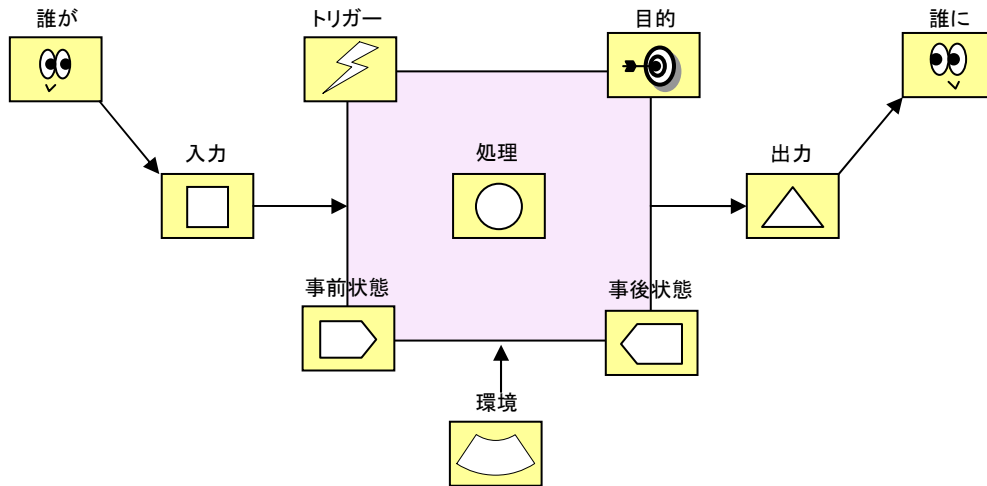 誰が
トリガー
目的
誰に
入力
処理
出力
事前状態
事後状態
環境